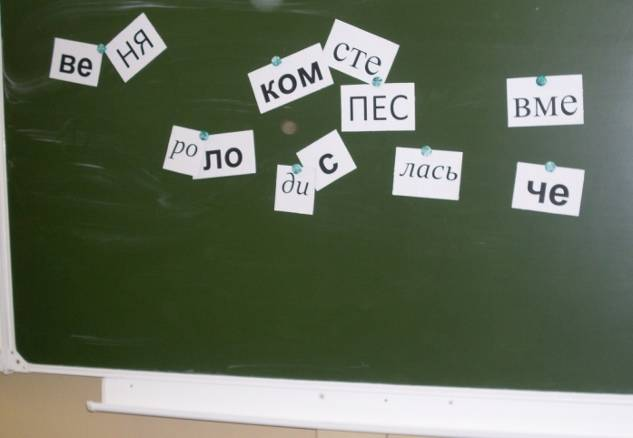 ве ня ком сте вме
ПЕС
ро ло ди с лась че